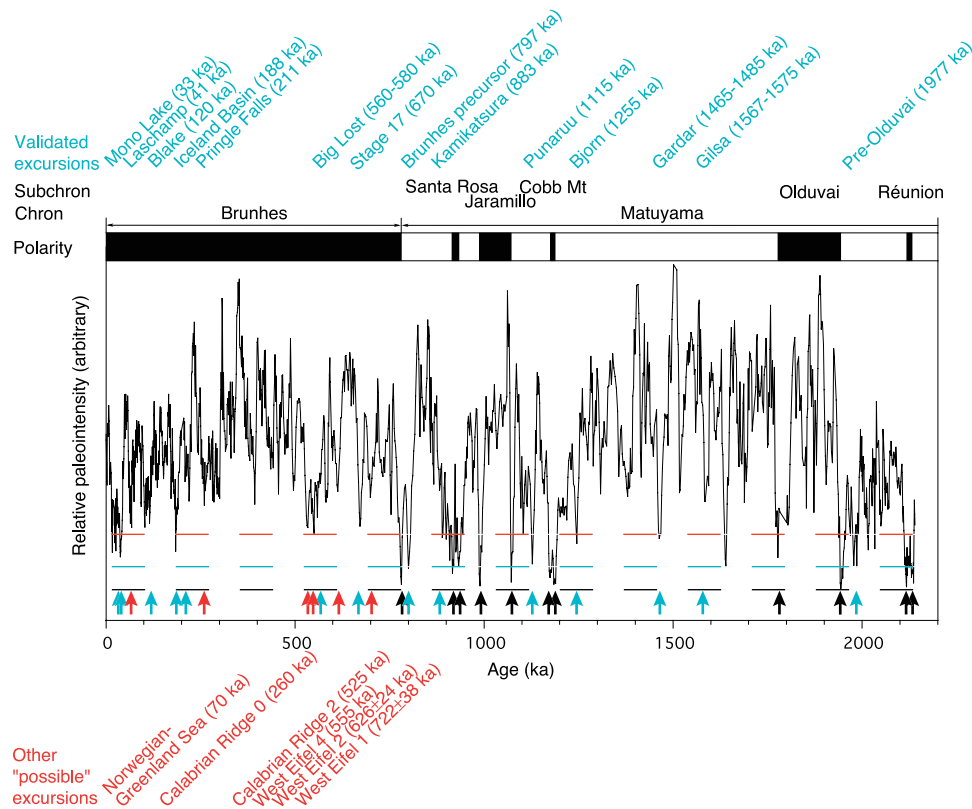 Mono Lake (33 ka)
Laschamp (41 ka)
Blake (120 ka)
Iceland Basin (188 ka)
Pringle Falls (211 ka)
Big Lost (560-580 ka)
Stage 17 (670 ka)
Brunhes precursor (797 ka)
Kamikatsura (883 ka)
Punaruu (1115 ka)
Bjorn (1255 ka)
Gardar (1465-1485 ka)
Gilsa (1567-1575 ka)
Pre-Olduvai (1977 ka)
Validated
excursions
Subchron
Santa Rosa
Jaramillo
Cobb Mt
Olduvai
Réunion
Chron
Brunhes
Matuyama
Polarity
Relative paleointensity (arbitrary)
0
500
1000
1500
2000
Age (ka)
Other
"possible"
excursions
Norwegian-
Greenland Sea (70 ka)
Calabrian Ridge 0 (260 ka)
Calabrian Ridge 2 (525 ka)
West Eifel 4 (555 ka)
West Eifel 2 (626±24 ka)
West Eifel 1 (722±38 ka)